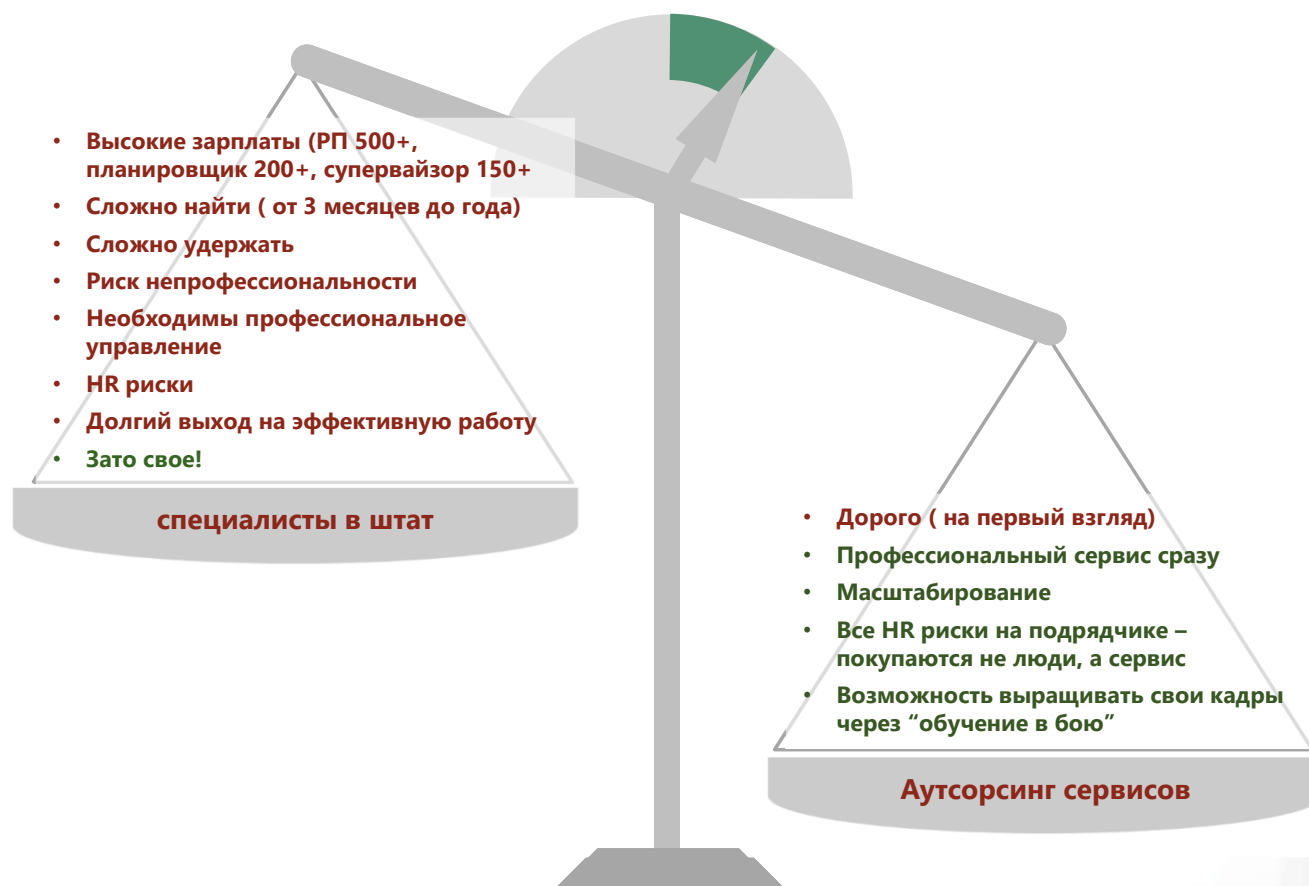 • Высокие зарплаты (РП 500+,
планировщик 200+, супервайзор 150+
• Сложно найти ( от 3 месяцев до года)
• Сложно удержать
• Риск непрофессиональности
• Необходимы профессиональное
управление
• HR риски
• Долгий выход на эффективную работу
• Зато свое!
специалисты в штат
• Дорого ( на первый взгляд)
• Профессиональный сервис сразу
• Масштабирование
• Все HR риски на подрядчике –
покупаются не люди, а сервис
• Возможность выращивать свои кадры
через “обучение в бою”
Аутсорсинг сервисов